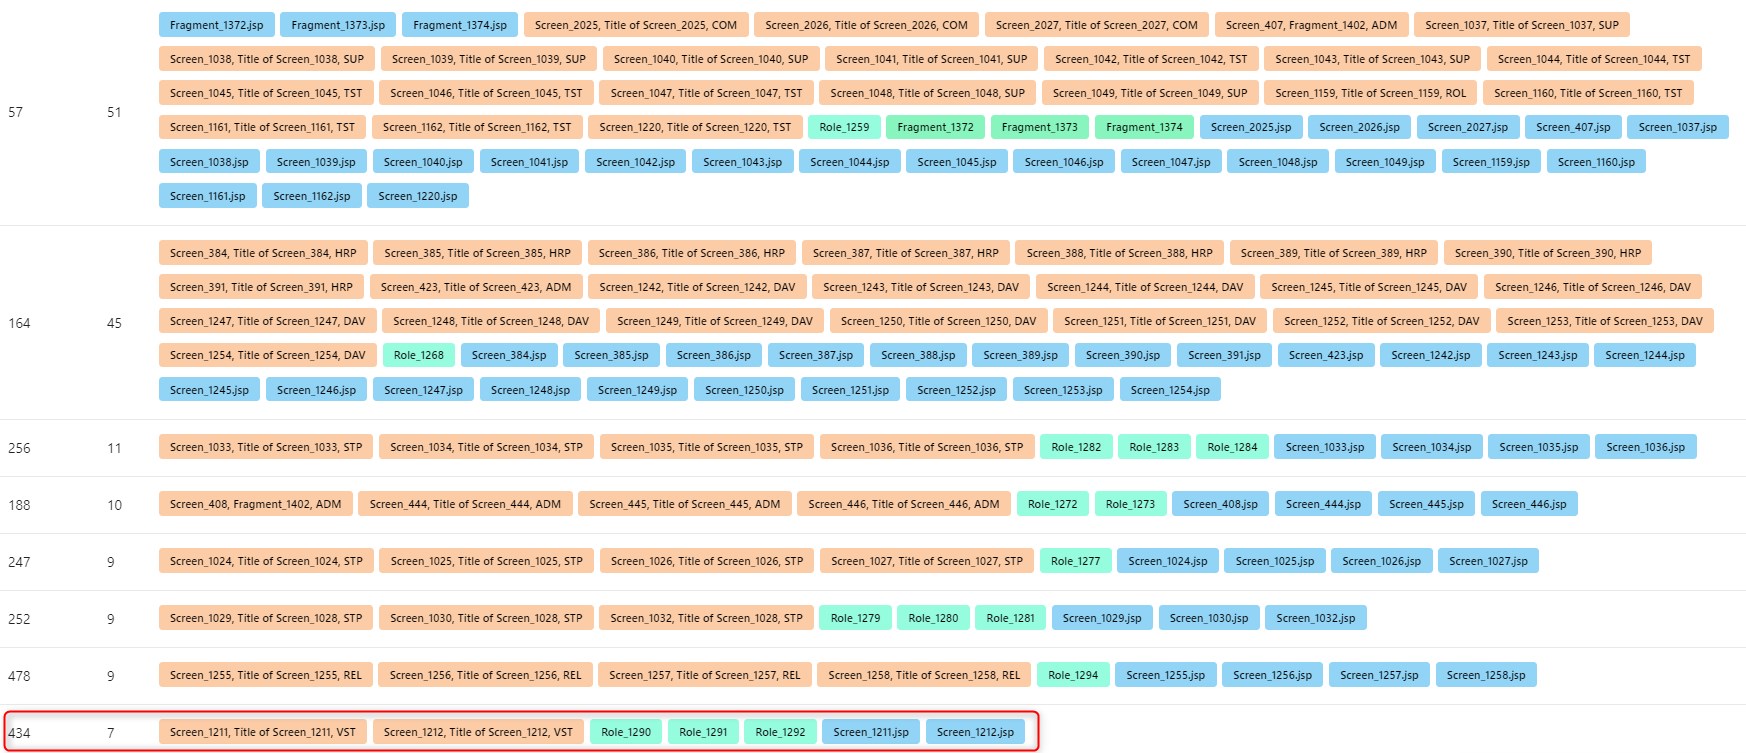 Fragment_1372.jsp Fragment_1373.jsp Fragment_1374.jsp Screen_2025, Title of Screen_2025, COM Screen_2026, Title of Screen_2026, COM Screen_2027, Title of Screen_2027, COM Screen_407, Fragment_1402, ADM Screen_1037, Title of Screen_1037, SUP
Screen_1038, Title of Screen_1038, SUP Screen_1039, Title of Screen_1039, SUP Screen_1040, Title of Screen_1040, SUP Screen_1041, Title of Screen_1041, SUP Screen_1042, Title of Screen_1042, TST Screen_1043, Title of Screen_1043, SUP Screen_1044, Title of Screen_1044, TST
Screen_1045, Title of Screen_1045, TST Screen_1046, Title of Screen_1045, TST Screen_1047, Title of Screen_1047, TST Screen_1048, Title of Screen_1048, SUP Screen_1049, Title of Screen_1049, SUP Screen_1159, Title of Screen_1159, ROL Screen_1160, Title of Screen_1160, TST
57 51 Screen_1161, Title of Screen_1161, TST Screen_1162, Title of Screen_1162, TST Screen_1220, Title of Screen_1220, TST Role_1259 Fragment_1372 Fragment_1373 Fragment_1374 Screen_2025.jsp Screen_2026.jsp Screen_2027.jsp Screen_407.jsp Screen_1037.jsp
Screen_1038.jsp Screen_1039.jsp Screen_1040.jsp Screen_1041.jsp Screen_1042.jsp Screen_1043.jsp Screen_1044.jsp Screen_1045.jsp Screen_1046.jsp Screen_1047.jsp Screen_1048.jsp Screen_1049.jsp Screen_1159.jsp Screen_1160.jsp
Screen_1161.jsp Screen_1162.jsp Screen_1220.jsp
Screen_384, Title of Screen_384, HRP Screen_385, Title of Screen_385, HRP Screen_386, Title of Screen_386, HRP Screen_387, Title of Screen_387, HRP Screen_388, Title of Screen_388, HRP Screen_389, Title of Screen_389, HRP Screen_390, Title of Screen_390, HRP
Screen_391, Title of Screen_391, HRP Screen_423, Title of Screen_423, ADM Screen_1242, Title of Screen_1242, DAV Screen_1243, Title of Screen_1243, DAV Screen_1244, Title of Screen_1244, DAV Screen_1245, Title of Screen_1245, DAV Screen_1246, Title of Screen_1246, DAV
164 45 Screen_1247, Title of Screen_1247, DAV Screen_1248, Title of Screen_1248, DAV Screen_1249, Title of Screen_1249, DAV Screen_1250, Title of Screen_1250, DAV Screen_1251, Title of Screen_1251, DAV Screen_1252, Title of Screen_1252, DAV Screen_1253, Title of Screen_1253, DAV
Screen_1254, Title of Screen_1254, DAV Role_1268 Screen_384.jsp Screen_385.jsp Screen_386.jsp Screen_387.jsp Screen_388.jsp Screen_389.jsp Screen_390.jsp Screen_391.jsp Screen_423.jsp Screen_1242.jsp Screen_1243.jsp Screen_1244.jsp
Screen_1245.jsp Screen_1246.jsp Screen_1247.jsp Screen_1248.jsp Screen_1249.jsp Screen_1250.jsp Screen_1251.jsp Screen_1252.jsp Screen_1253.jsp Screen_1254.jsp
256 11 Screen_1033, Title of Screen_1033, STP Screen_1034, Title of Screen_1034, STP Screen_1035, Title of Screen_1035, STP Screen_1036, Title of Screen_1036, STP Role_1282 Role_1283 Role_1284 Screen_1033.jsp Screen_1034.jsp Screen_1035.jsp Screen_1036.jsp
188 10 Screen_408, Fragment_1402, ADM Screen_444, Title of Screen_444, ADM Screen_445, Title of Screen_445, ADM Screen_446, Title of Screen_446, ADM Role_1272 Role_1273 Screen_408.jsp Screen_444.jsp Screen_445.jsp Screen_446.jsp
247 9 Screen_1024, Title of Screen_1024, STP Screen_1025, Title of Screen_1025, STP Screen_1026, Title of Screen_1026, STP Screen_1027, Title of Screen_1027, STP Role_1277 Screen_1024.jsp Screen_1025.jsp Screen_1026.jsp Screen_1027.jsp
252 9 Screen_1029, Title of Screen_1028, STP Screen_1030, Title of Screen_1028, STP Screen_1032, Title of Screen_1028, STP Role_1279 Role_1280 Role_1281 Screen_1029.jsp Screen_1030.jsp Screen_1032.jsp
478 9 Screen_1255, Title of Screen_1255, REL Screen_1256, Title of Screen_1256, REL Screen_1257, Title of Screen_1257, REL Screen_1258, Title of Screen_1258, REL Role_1294 Screen_1255.jsp Screen_1256.jsp Screen_1257.jsp Screen_1258.jsp
434 7 Screen_1211, Title of Screen_1211, VST Screen_1212, Title of Screen_1212, VST Role_1290 Role_1291 Role_1292 Screen_1211.jsp Screen_1212.jsp